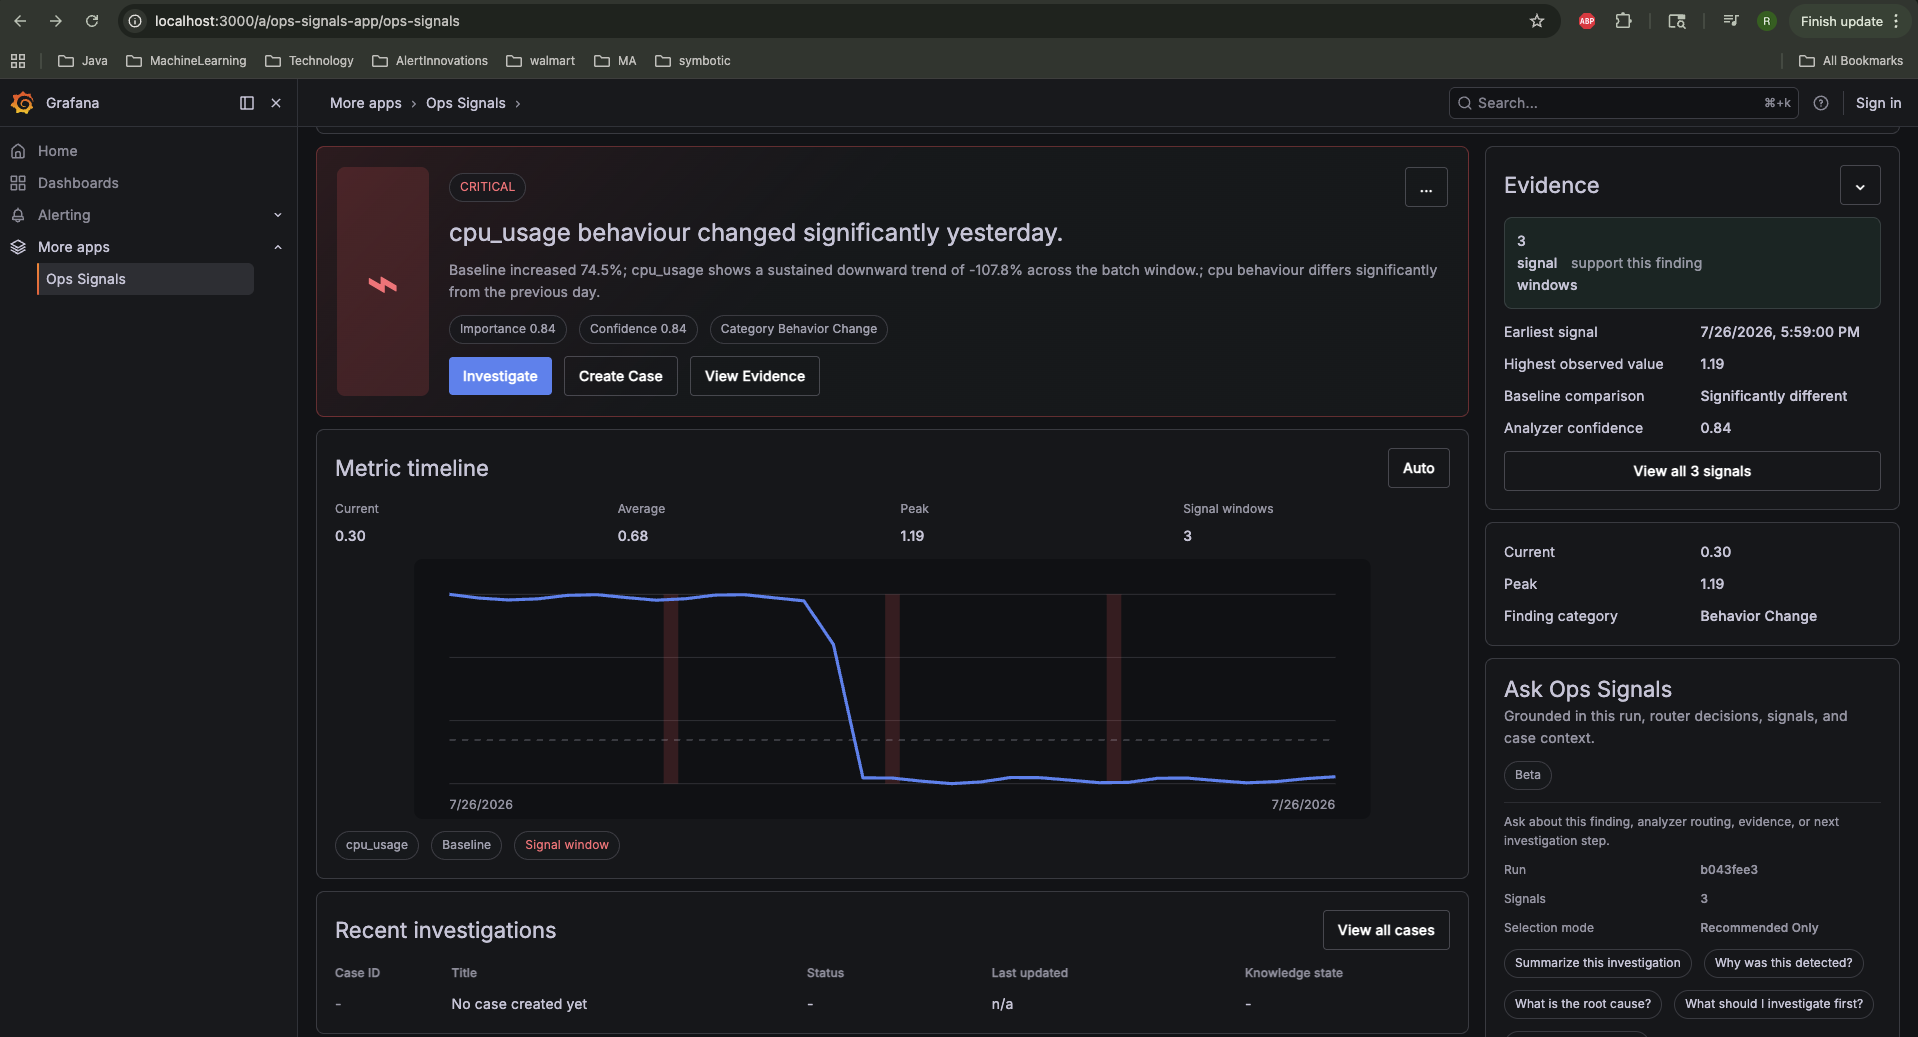 localhost:3000/a/ops-signals-app/ops-signals
ABP
R
Finish update
Java
MachineLearning
Technology
AlertInnovations
walmart
MA
symbotic
All Bookmarks
Grafana
More apps › Ops Signals ›
Search...
⌘+k
Sign in
Home
Dashboards
Alerting
More apps
Ops Signals
CRITICAL
...
cpu_usage behaviour changed significantly yesterday.
Baseline increased 74.5%; cpu_usage shows a sustained downward trend of -107.8% across the batch window.; cpu behaviour differs significantly
from the previous day.
Importance 0.84
Confidence 0.84
Category Behavior Change
Investigate
Create Case
View Evidence
Metric timeline
Auto
Current
Average
Peak
Signal windows
0.30
0.68
1.19
3
7/26/2026
7/26/2026
cpu_usage
Baseline
Signal window
Recent investigations
View all cases
Case ID
Title
Status
Last updated
Knowledge state
-
No case created yet
-
n/a
-
Evidence
3
signal support this finding
windows
Earliest signal 7/26/2026, 5:59:00 PM
Highest observed value 1.19
Baseline comparison Significantly different
Analyzer confidence 0.84
View all 3 signals
Current 0.30
Peak 1.19
Finding category Behavior Change
Ask Ops Signals
Grounded in this run, router decisions, signals, and
case context.
Beta
Ask about this finding, analyzer routing, evidence, or next
investigation step.
Run b043fee3
Signals 3
Selection mode Recommended Only
Summarize this investigation
Why was this detected?
What is the root cause?
What should I investigate first?